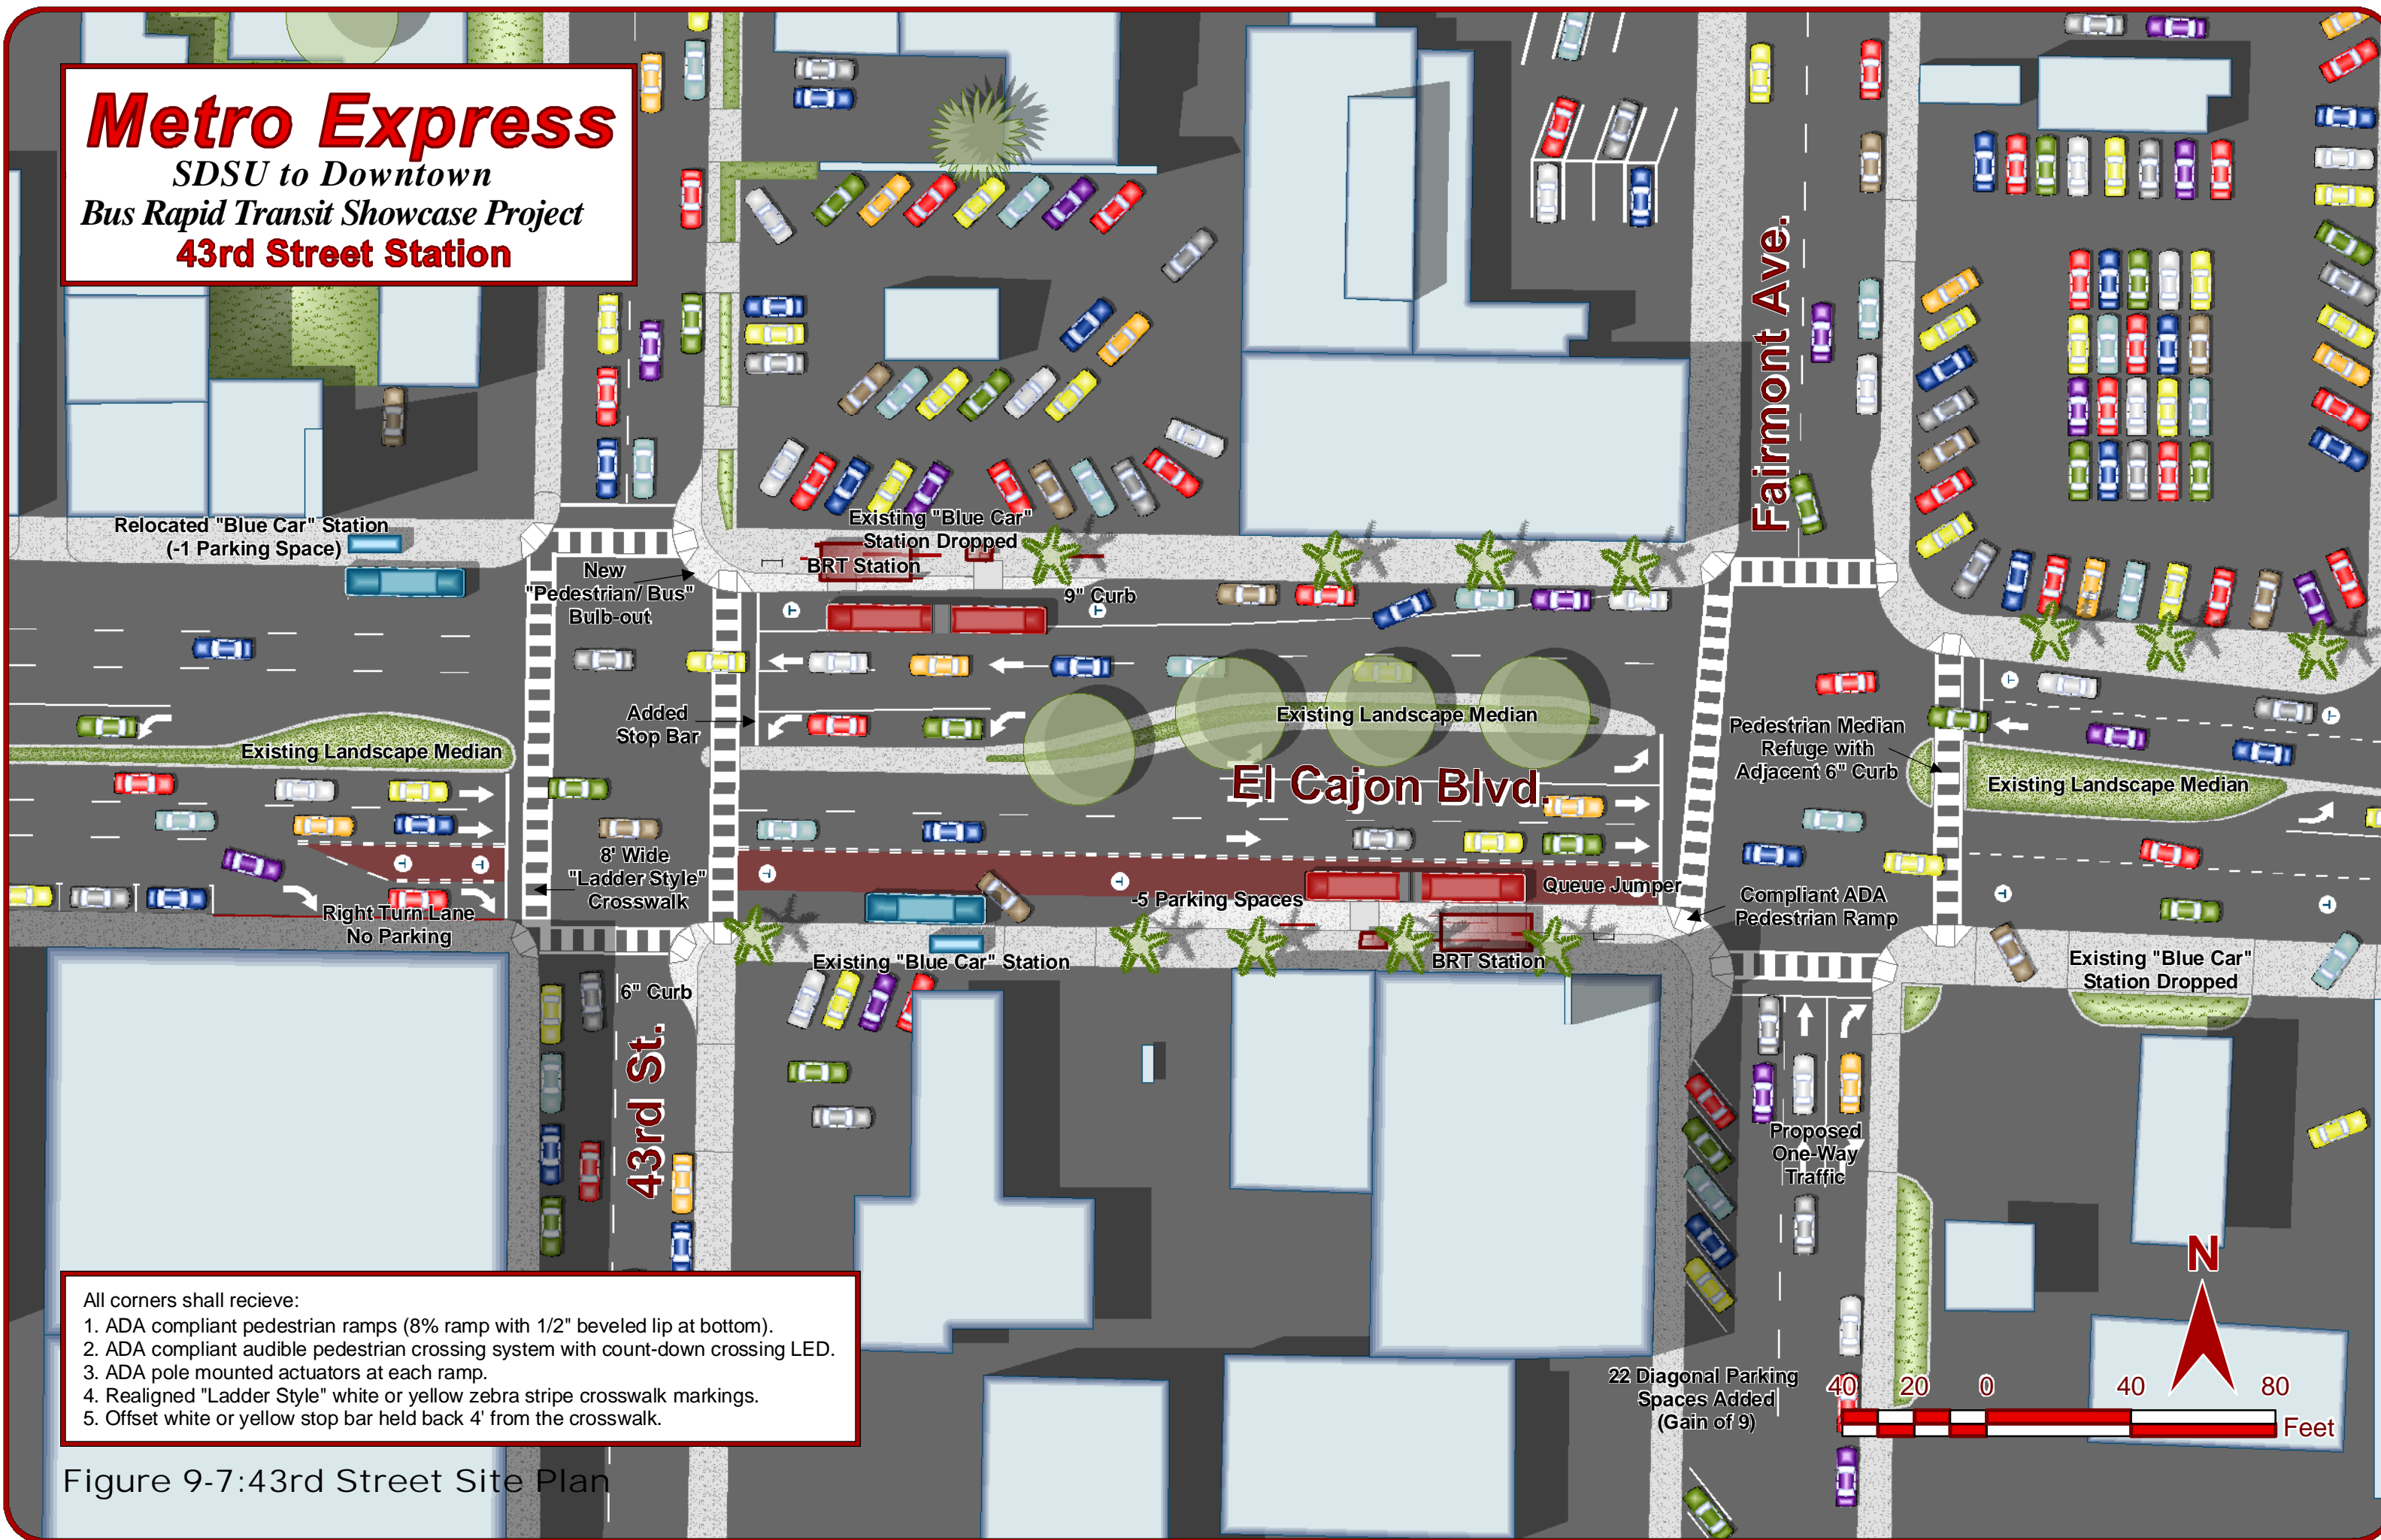 Metro Express
SDSU to Downtown
Bus Rapid Transit Showcase Project
43rd Street Station
Fairmont Ave.
Relocated "Blue Car" Station
(-1 Parking Space)
Existing "Blue Car"
Station Dropped
BRT Station
New
"Pedestrian/ Bus"
Bulb-out
9" Curb
Added
Stop Bar
Existing Landscape Median
Existing Landscape Median
Pedestrian Median
Refuge with
Adjacent 6" Curb
Existing Landscape Median
El Cajon Blvd.
8' Wide
"Ladder Style"
Crosswalk
Right Turn Lane
No Parking
-5 Parking Spaces
Queue Jumper
Compliant ADA
Pedestrian Ramp
Existing "Blue Car" Station
BRT Station
Existing "Blue Car"
Station Dropped
6" Curb
43rd St.
Proposed
One-Way
Traffic
22 Diagonal Parking
Spaces Added
(Gain of 9)
N
40 20 0 40 80
Feet
All corners shall recieve:
1. ADA compliant pedestrian ramps (8% ramp with 1/2" beveled lip at bottom).
2. ADA compliant audible pedestrian crossing system with count-down crossing LED.
3. ADA pole mounted actuators at each ramp.
4. Realigned "Ladder Style" white or yellow zebra stripe crosswalk markings.
5. Offset white or yellow stop bar held back 4' from the crosswalk.
Figure 9-7:43rd Street Site Plan